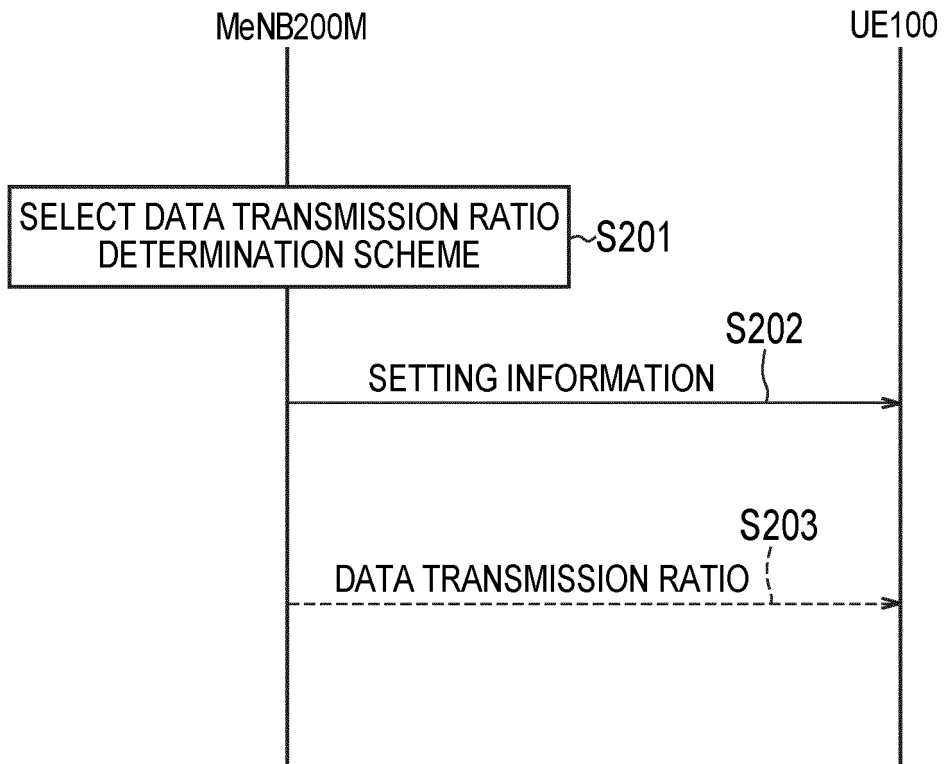 MeNB200M
UE100
SELECT DATA TRANSMISSION RATIO
DETERMINATION SCHEME
S201
S202
SETTING INFORMATION
S203
DATA TRANSMISSION RATIO